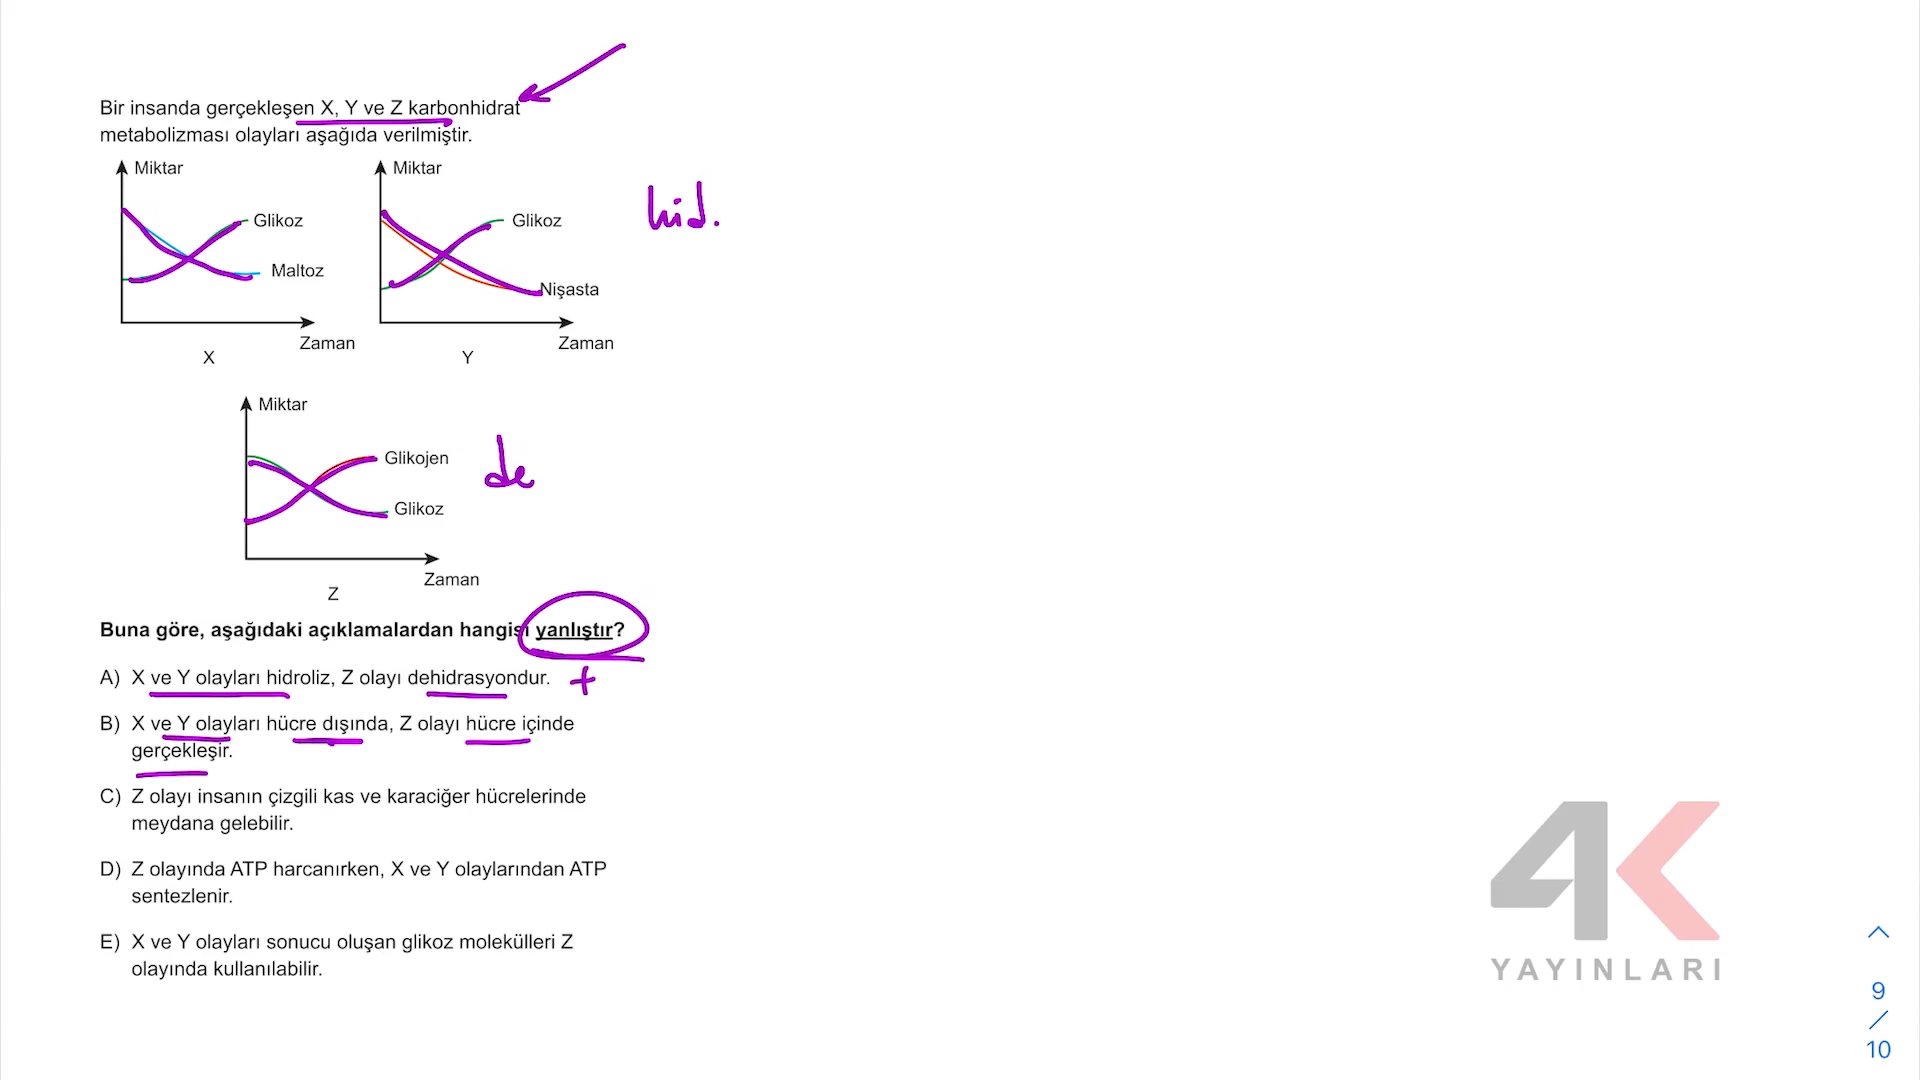 Bir insanda gerçekleşen X, Y ve Z karbonhidrat
metabolizması olayları aşağıda verilmiştir.
Miktar
Glikoz
Maltoz
Zaman
X
Miktar
Glikoz
Nişasta
Zaman
Y
hid.
Miktar
Glikojen
Glikoz
Zaman
Z
de
Buna göre, aşağıdaki açıklamalardan hangisi yanlıştır?
A) X ve Y olayları hidroliz, Z olayı dehidrasyondur. +
B) X ve Y olayları hücre dışında, Z olayı hücre içinde
gerçekleşir.
C) Z olayı insanın çizgili kas ve karaciğer hücrelerinde
meydana gelebilir.
D) Z olayında ATP harcanırken, X ve Y olaylarından ATP
sentezlenir.
E) X ve Y olayları sonucu oluşan glikoz molekülleri Z
olayında kullanılabilir.
4K
YAYINLARI
9
/
10